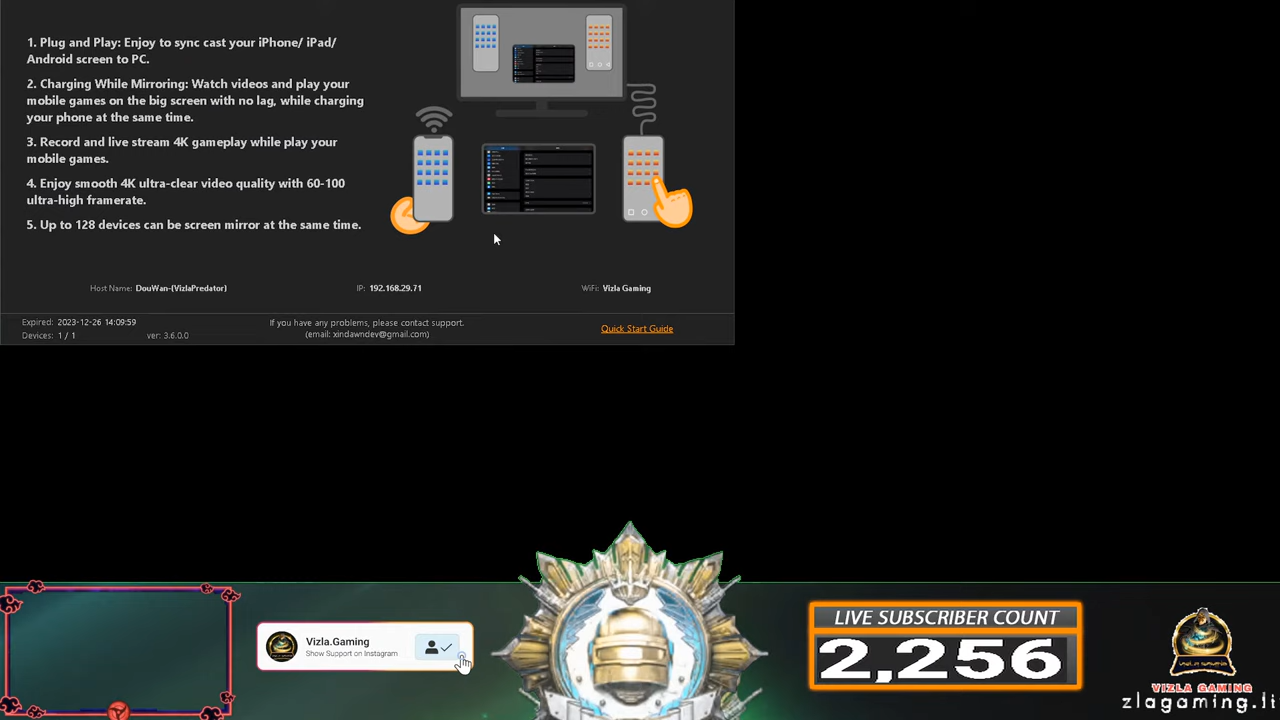 1. Plug and Play: Enjoy to sync cast your iPhone/ iPad/
Android screen to PC.
2. Charging While Mirroring: Watch videos and play your
mobile games on the big screen with no lag, while charging
your phone at the same time.
3. Record and live stream 4K gameplay while play your
mobile games.
4. Enjoy smooth 4K ultra-clear video quality with 60-100
ultra-high framerate.
5. Up to 128 devices can be screen mirror at the same time.
Host Name: DouWan-(VizlaPredator)
IP: 192.168.29.71
WiFi: Vizla Gaming
Expired: 2023-12-26 14:09:59
Devices: 1 / 1
ver: 3.6.0.0
If you have any problems, please contact support.
(email: xindawndev@gmail.com)
Quick Start Guide
Vizla.Gaming
Show Support on Instagram
LIVE SUBSCRIBER COUNT
2,256
VIZLA GAMING
zlagaming.li